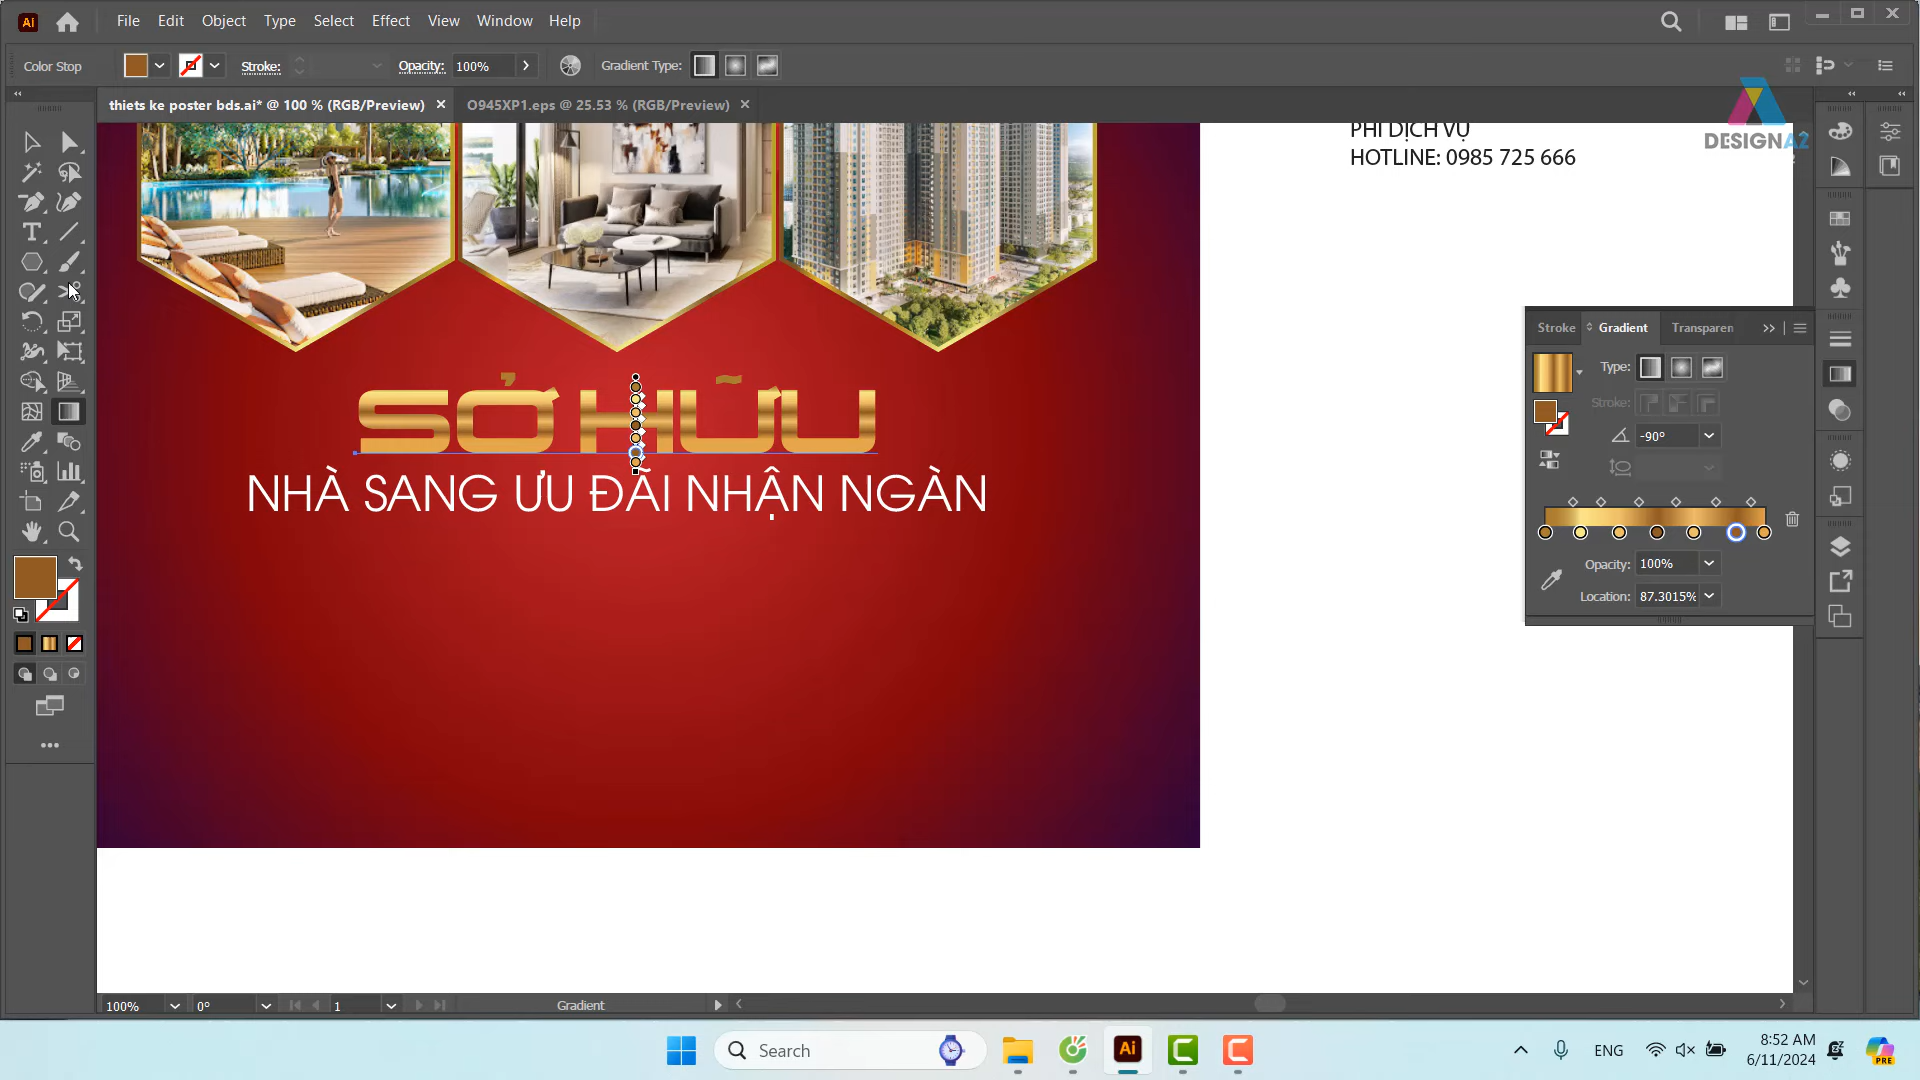 File Edit Object Type Select Effect View Window Help
Color Stop Stroke: Opacity: 100% Gradient Type:
thiets ke poster bds.ai* @ 100 % (RGB/Preview) O945XP1.eps @ 25.53 % (RGB/Preview)
DESIGNA2
PHÍ DỊCH VỤ
HOTLINE: 0985 725 666
Stroke Gradient Transparen
Type:
Stroke:
-90°
Opacity: 100%
Location: 87.3015%
SỞ HỮU
NHÀ SANG ƯU ĐÃI NHẬN NGÀN
100% 0° 1 Gradient
Search
ENG
8:52 AM
6/11/2024
PRE